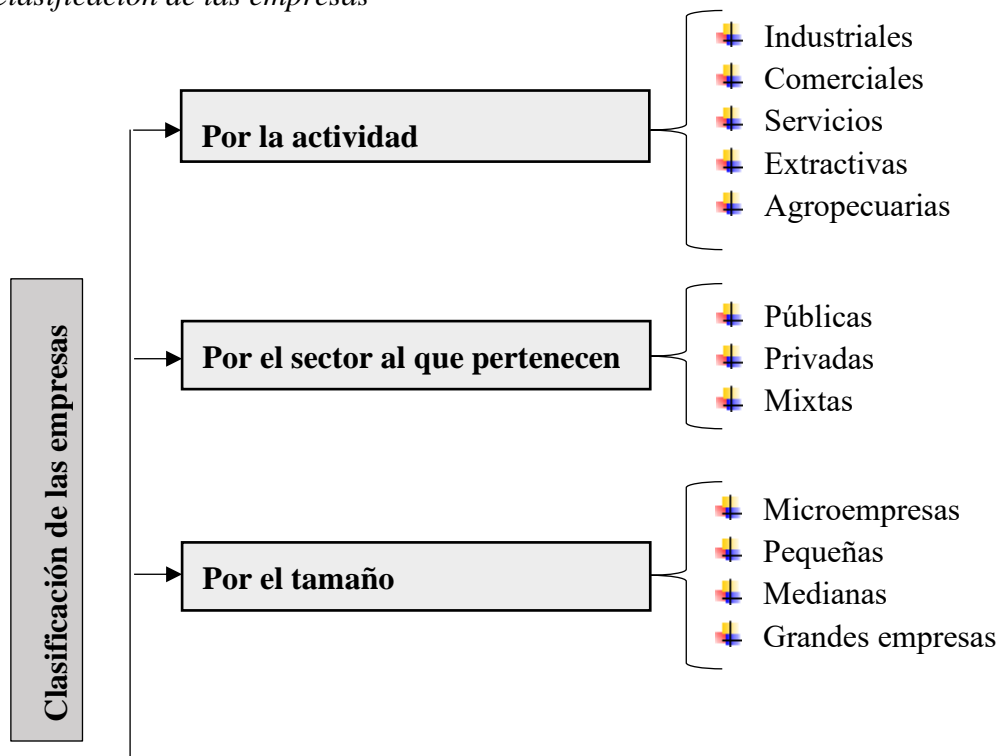 Clasificación de las empresas
Clasificación de las empresas
Por la actividad
Industriales
Comerciales
Servicios
Extractivas
Agropecuarias
Por el sector al que pertenecen
Públicas
Privadas
Mixtas
Por el tamaño
Microempresas
Pequeñas
Medianas
Grandes empresas